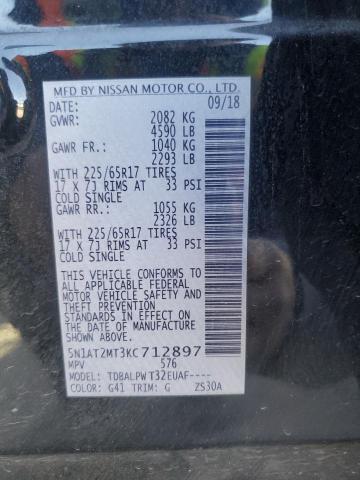 MFD BY NISSAN MOTOR CO., LTD.
DATE: 09/18
GVWR: 2082 KG
4590 LB
GAWR FR.: 1040 KG
2293 LB
WITH 225/65R17 TIRES
17 X 7J RIMS AT 33 PSI
COLD SINGLE
GAWR RR.: 1055 KG
2326 LB
WITH 225/65R17 TIRES
17 X 7J RIMS AT 33 PSI
COLD SINGLE
THIS VEHICLE CONFORMS TO
ALL APPLICABLE FEDERAL
MOTOR VEHICLE SAFETY AND
THEFT PREVENTION
STANDARDS IN EFFECT ON
THE DATE OF MANUFACTURE
SHOWN ABOVE.
5N1AT2MT3KC712897
MPV 576
MODEL: TDBALPWT32EUAF----
COLOR: G41 TRIM: G ZS30A